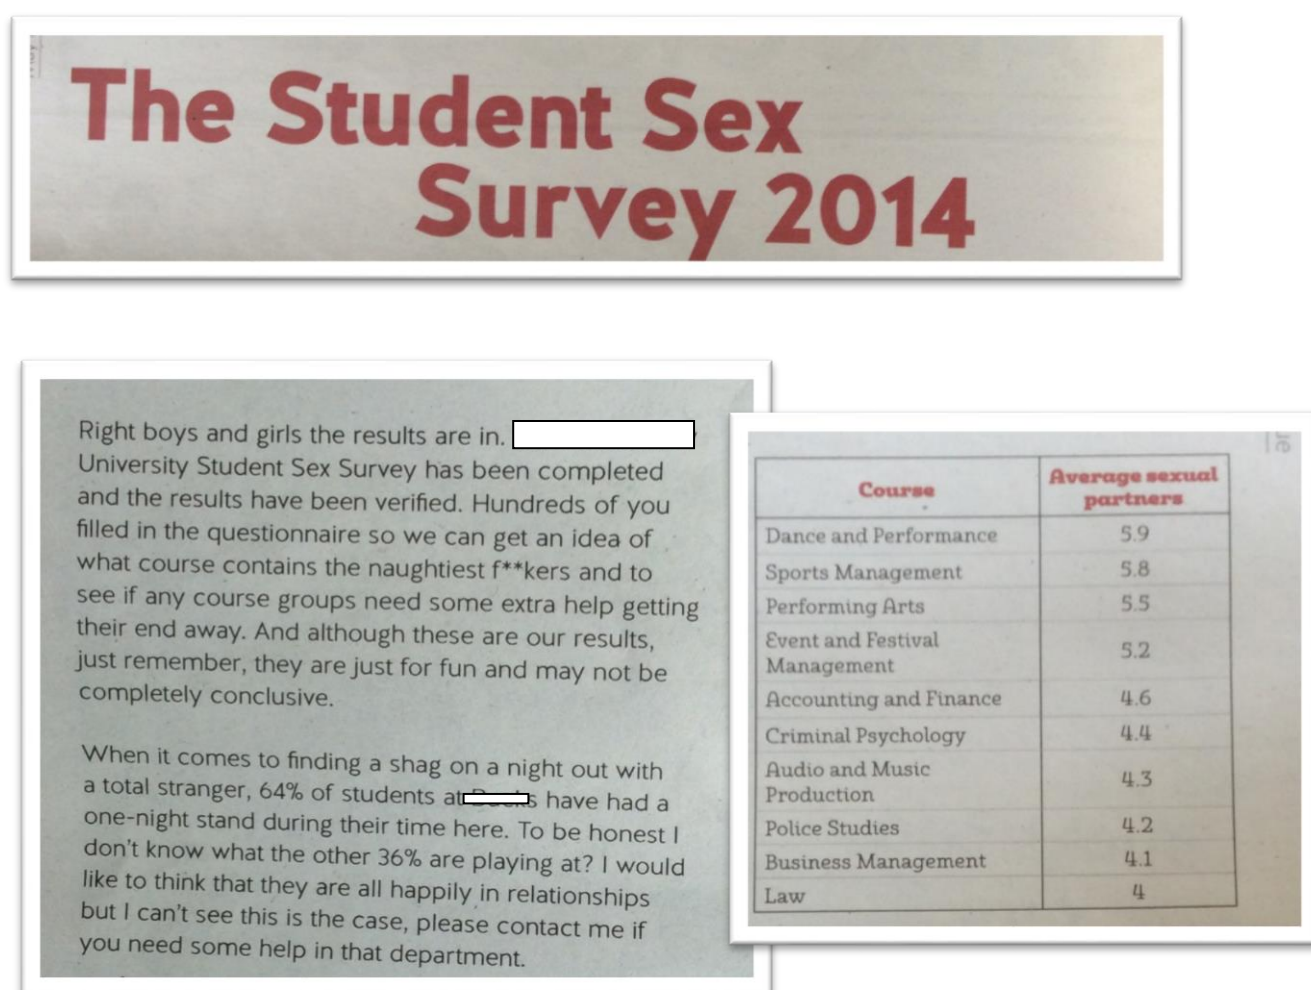 The Student Sex
Survey 2014
Right boys and girls the results are in.
University Student Sex Survey has been completed
and the results have been verified. Hundreds of you
filled in the questionnaire so we can get an idea of
what course contains the naughtiest f**kers and to
see if any course groups need some extra help getting
their end away. And although these are our results,
just remember, they are just for fun and may not be
completely conclusive.
When it comes to finding a shag on a night out with
a total stranger, 64% of students at have had a
one-night stand during their time here. To be honest I
don't know what the other 36% are playing at? I would
like to think that they are all happily in relationships
but I can't see this is the case, please contact me if
you need some help in that department.
Course Average sexual partners
Dance and Performance 5.9
Sports Management 5.8
Performing Arts 5.5
Event and Festival
Management 5.2
Accounting and Finance 4.6
Criminal Psychology 4.4
Audio and Music
Production 4.3
Police Studies 4.2
Business Management 4.1
Law 4